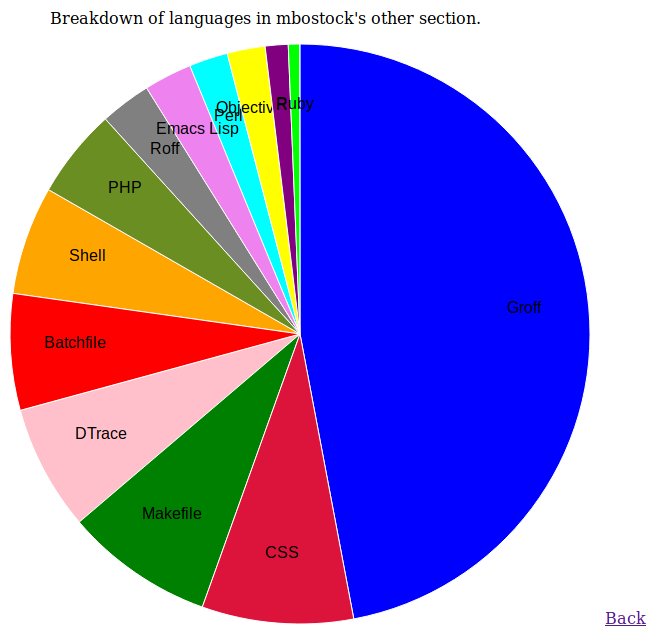 Breakdown of languages in mbostock's other section.
Ruby
Perl
Emacs Lisp
Roff
PHP
Shell
Groff
Batchfile
DTrace
Makefile
CSS
Back